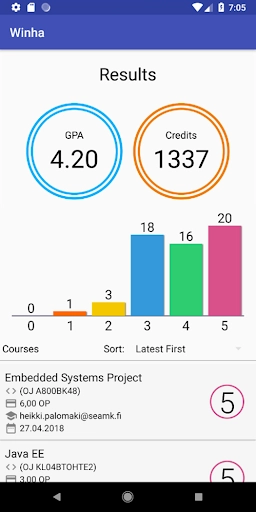 7:05
Winha
Results
GPA
4.20
Credits
1337
0 1 3 18 16 20
0 1 2 3 4 5
Courses Sort: Latest First
Embedded Systems Project
<> (OJ A800BK48)
6,00 OP
heikki.palomaki@seamk.fi
27.04.2018
5
Java EE
<> (OJ KL04BTOHTE2)
3,00 OP
5